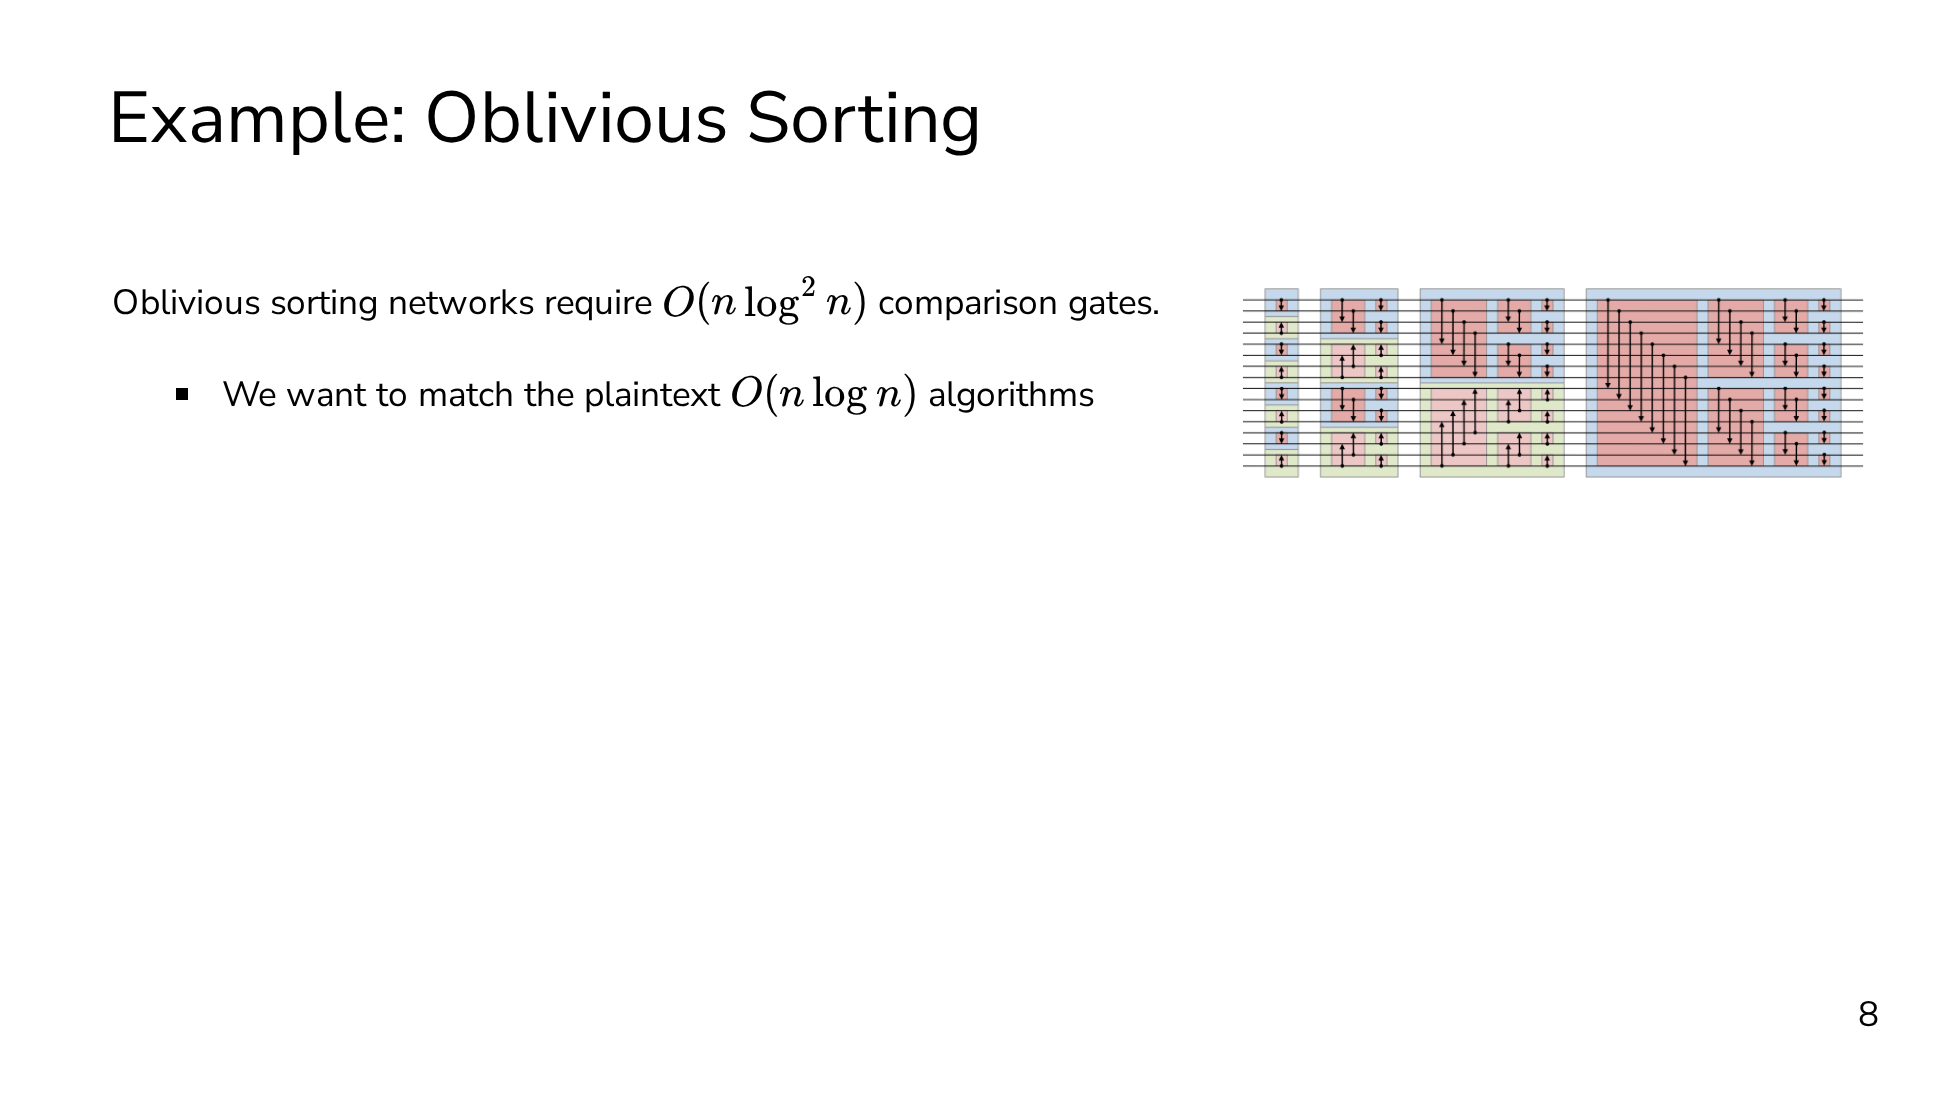 Example: Oblivious Sorting
Oblivious sorting networks require O(n log² n) comparison gates.
▪ We want to match the plaintext O(n log n) algorithms
8